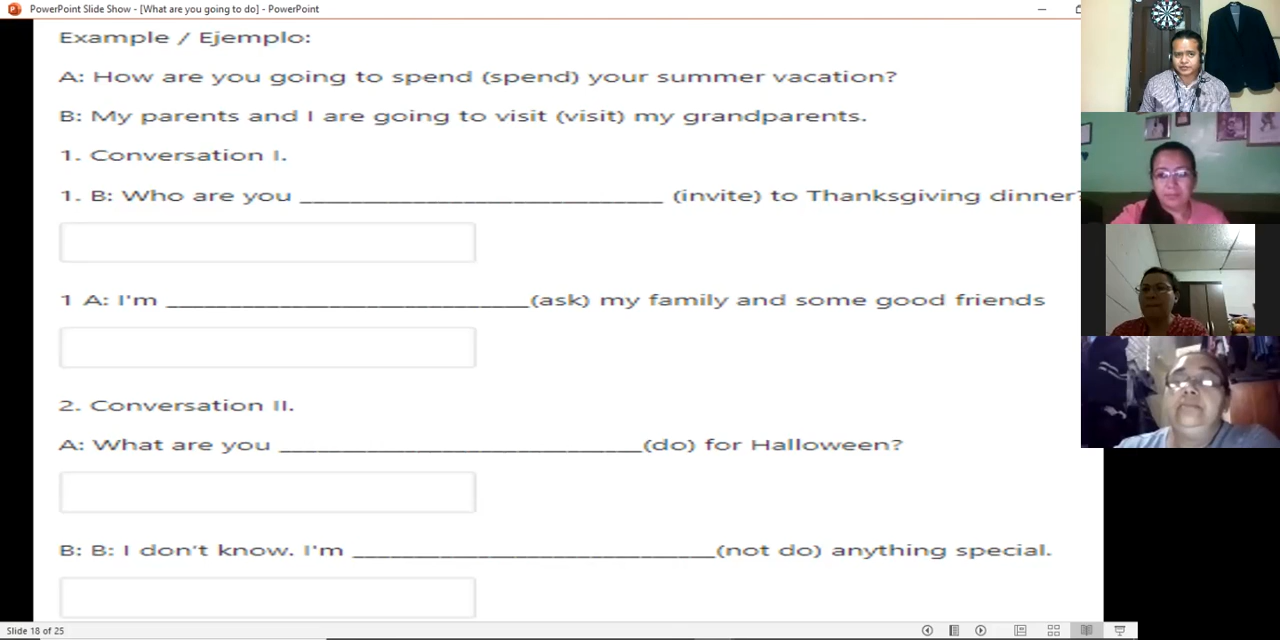 PowerPoint Slide Show - [What are you going to do] - PowerPoint
Example / Ejemplo:
A: How are you going to spend (spend) your summer vacation?
B: My parents and I are going to visit (visit) my grandparents.
1. Conversation I.
1. B: Who are you ______________________________ (invite) to Thanksgiving dinner?
1 A: I'm ______________________________(ask) my family and some good friends
2. Conversation II.
A: What are you ______________________________(do) for Halloween?
B: B: I don't know. I'm ______________________________(not do) anything special.
Slide 18 of 25